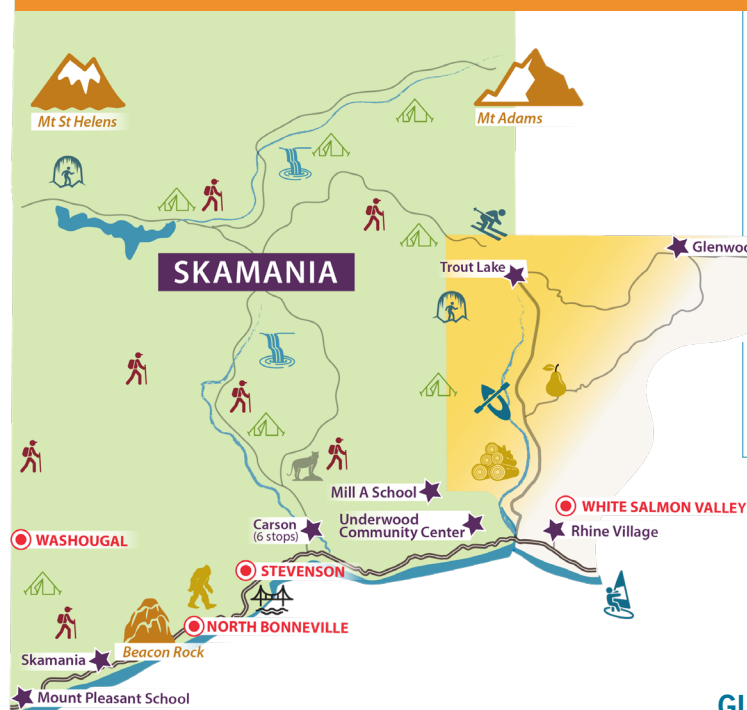 Mt St Helens
Mt Adams
SKAMANIA
Trout Lake
Mill A School
Carson
(6 stops)
Underwood
Community Center
WHITE SALMON VALLEY
Rhine Village
WASHOUGAL
STEVENSON
NORTH BONNEVILLE
Beacon Rock
Skamania
Mount Pleasant School